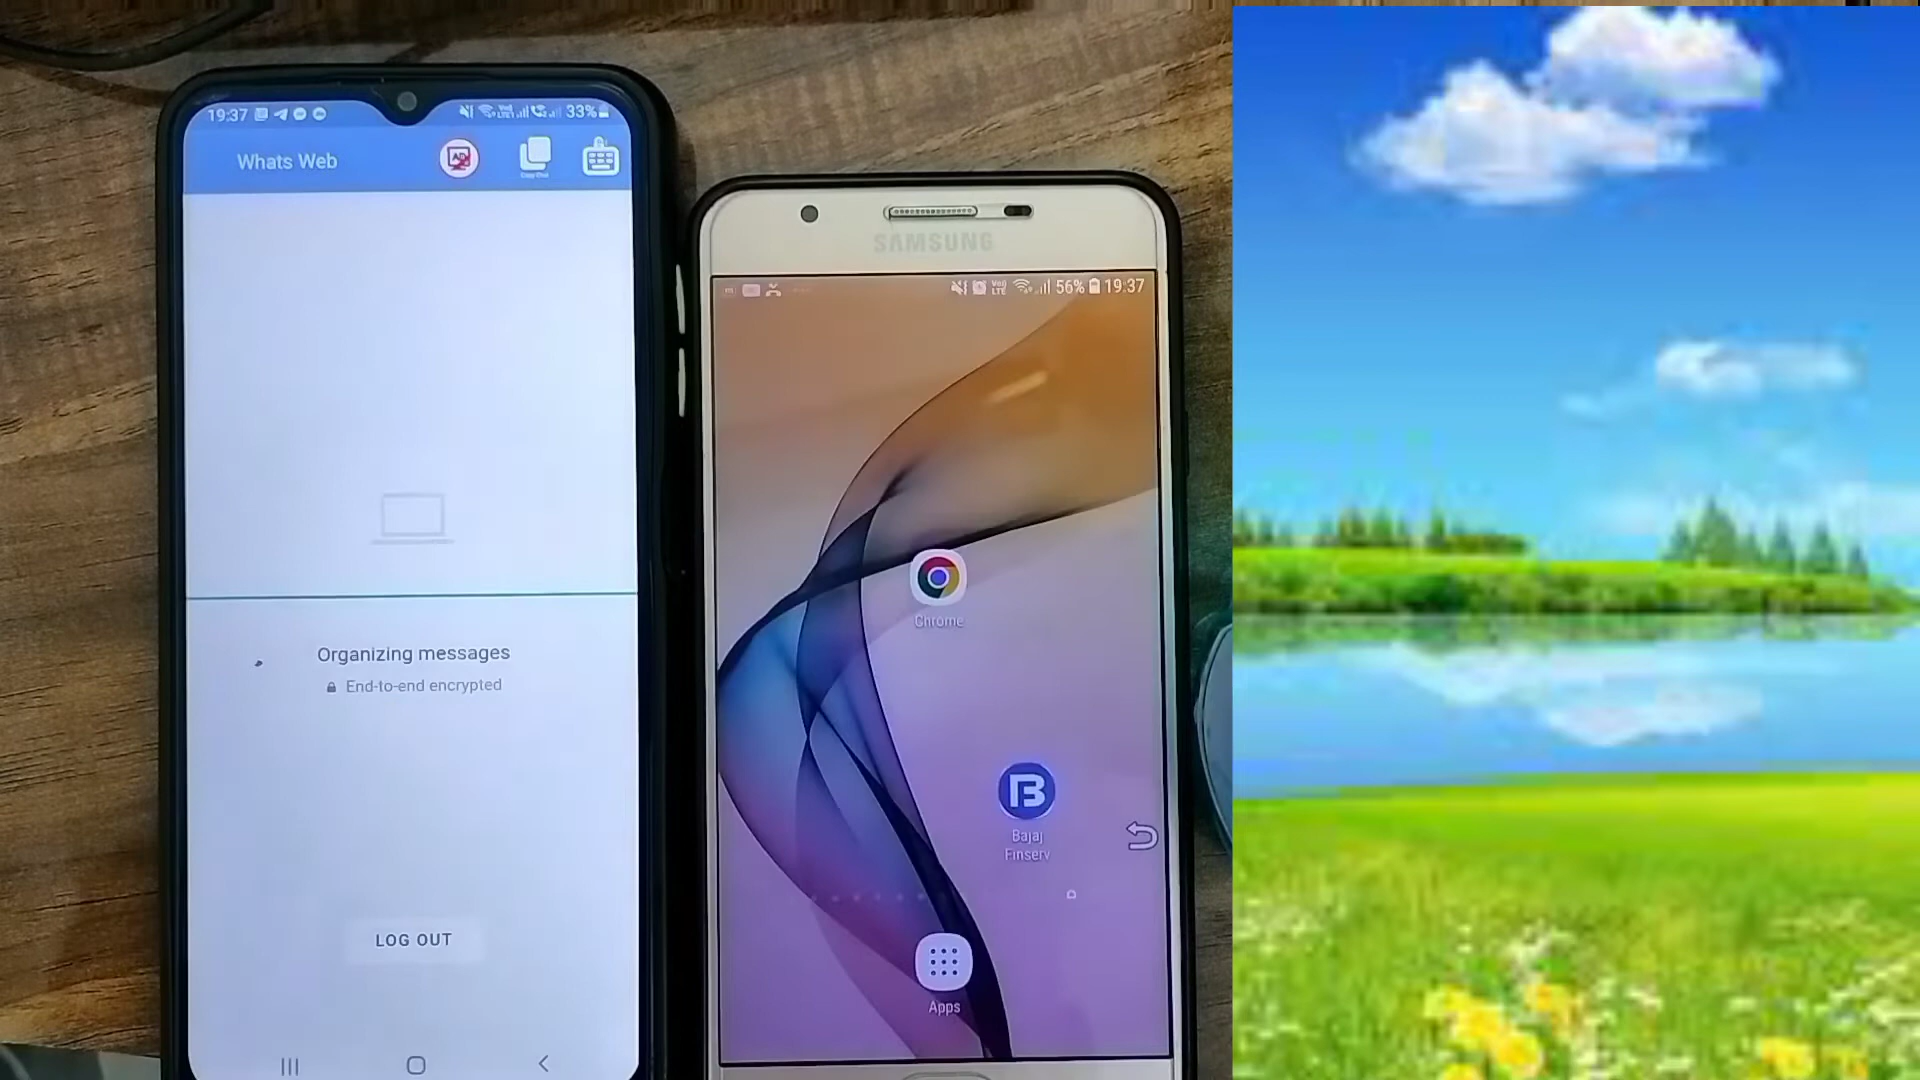 19:37
33%
Whats Web
AD
Organizing messages
End-to-end encrypted
LOG OUT
SAMSUNG
56% 19:37
Chrome
Bajaj
Finserv
Apps